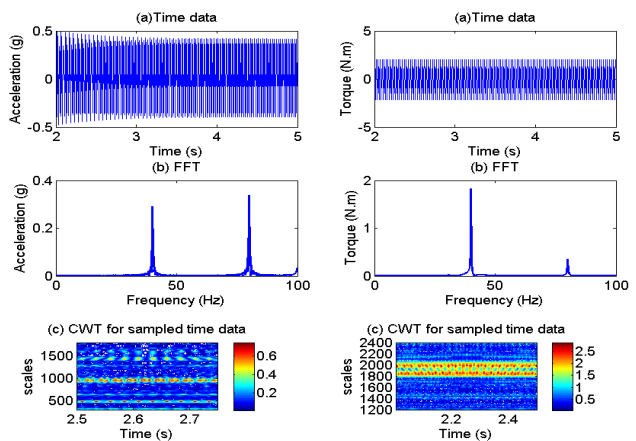 (a)Time data
Acceleration (g)
0.5
0
-0.5
2
3
4
5
Time (s)
(b) FFT
Acceleration (g)
0.4
0.2
0
0
50
100
Frequency (Hz)
(c) CWT for sampled time data
scales
1500
1000
500
2.5
2.6
2.7
Time (s)
0.6
0.4
0.2
(a)Time data
Torque (N.m)
5
0
-5
2
3
4
5
Time (s)
(b) FFT
Torque (N.m)
2
1
0
0
50
100
Frequency (Hz)
(c) CWT for sampled time data
scales
2400
2200
2000
1800
1600
1400
1200
2.2
2.4
Time (s)
2.5
2
1.5
1
0.5